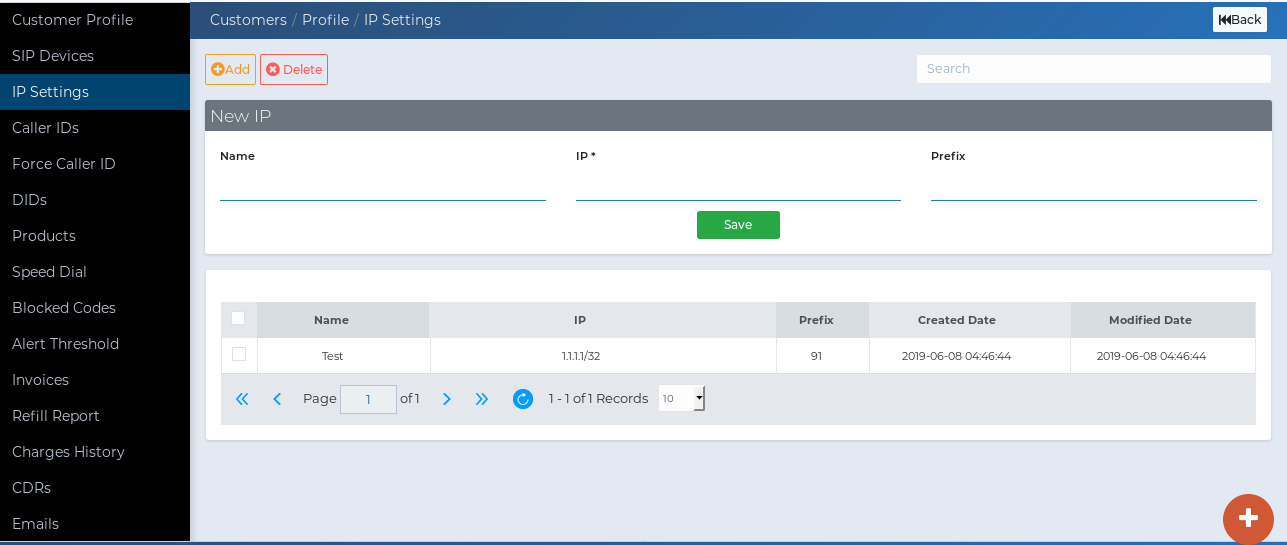 Customer Profile
SIP Devices
IP Settings
Caller IDs
Force Caller ID
DIDs
Products
Speed Dial
Blocked Codes
Alert Threshold
Invoices
Refill Report
Charges History
CDRs
Emails
Customers / Profile / IP Settings
Back
Add Delete
Search
New IP
Name IP * Prefix
Save
Name IP Prefix Created Date Modified Date
Test 1.1.1.1/32 91 2019-06-08 04:46:44 2019-06-08 04:46:44
Page 1 of 1 1 - 1 of 1 Records 10